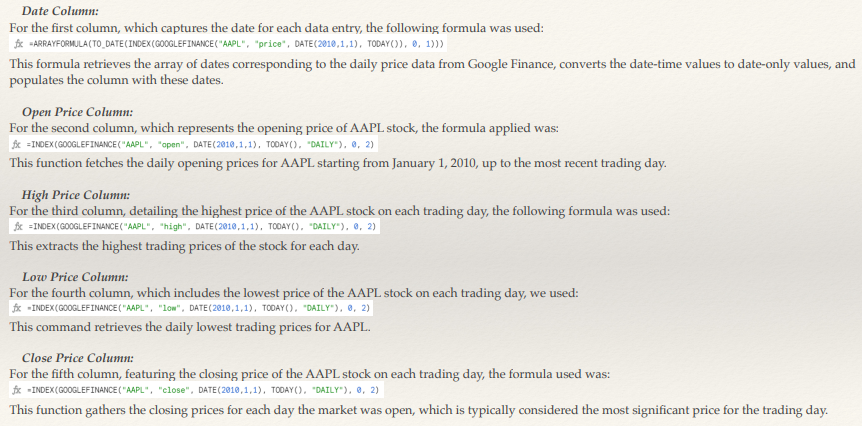 Date Column:
For the first column, which captures the date for each data entry, the following formula was used:
fx =ARRAYFORMULA(TO_DATE(INDEX(GOOGLEFINANCE("AAPL", "price", DATE(2010,1,1), TODAY()), 0, 1)))
This formula retrieves the array of dates corresponding to the daily price data from Google Finance, converts the date-time values to date-only values, and
populates the column with these dates.
Open Price Column:
For the second column, which represents the opening price of AAPL stock, the formula applied was:
fx =INDEX(GOOGLEFINANCE("AAPL", "open", DATE(2010,1,1), TODAY(), "DAILY"), 0, 2)
This function fetches the daily opening prices for AAPL starting from January 1, 2010, up to the most recent trading day.
High Price Column:
For the third column, detailing the highest price of the AAPL stock on each trading day, the following formula was used:
fx =INDEX(GOOGLEFINANCE("AAPL", "high", DATE(2010,1,1), TODAY(), "DAILY"), 0, 2)
This extracts the highest trading prices of the stock for each day.
Low Price Column:
For the fourth column, which includes the lowest price of the AAPL stock on each trading day, we used:
fx =INDEX(GOOGLEFINANCE("AAPL", "low", DATE(2010,1,1), TODAY(), "DAILY"), 0, 2)
This command retrieves the daily lowest trading prices for AAPL.
Close Price Column:
For the fifth column, featuring the closing price of the AAPL stock on each trading day, the formula used was:
fx =INDEX(GOOGLEFINANCE("AAPL", "close", DATE(2010,1,1), TODAY(), "DAILY"), 0, 2)
This function gathers the closing prices for each day the market was open, which is typically considered the most significant price for the trading day.